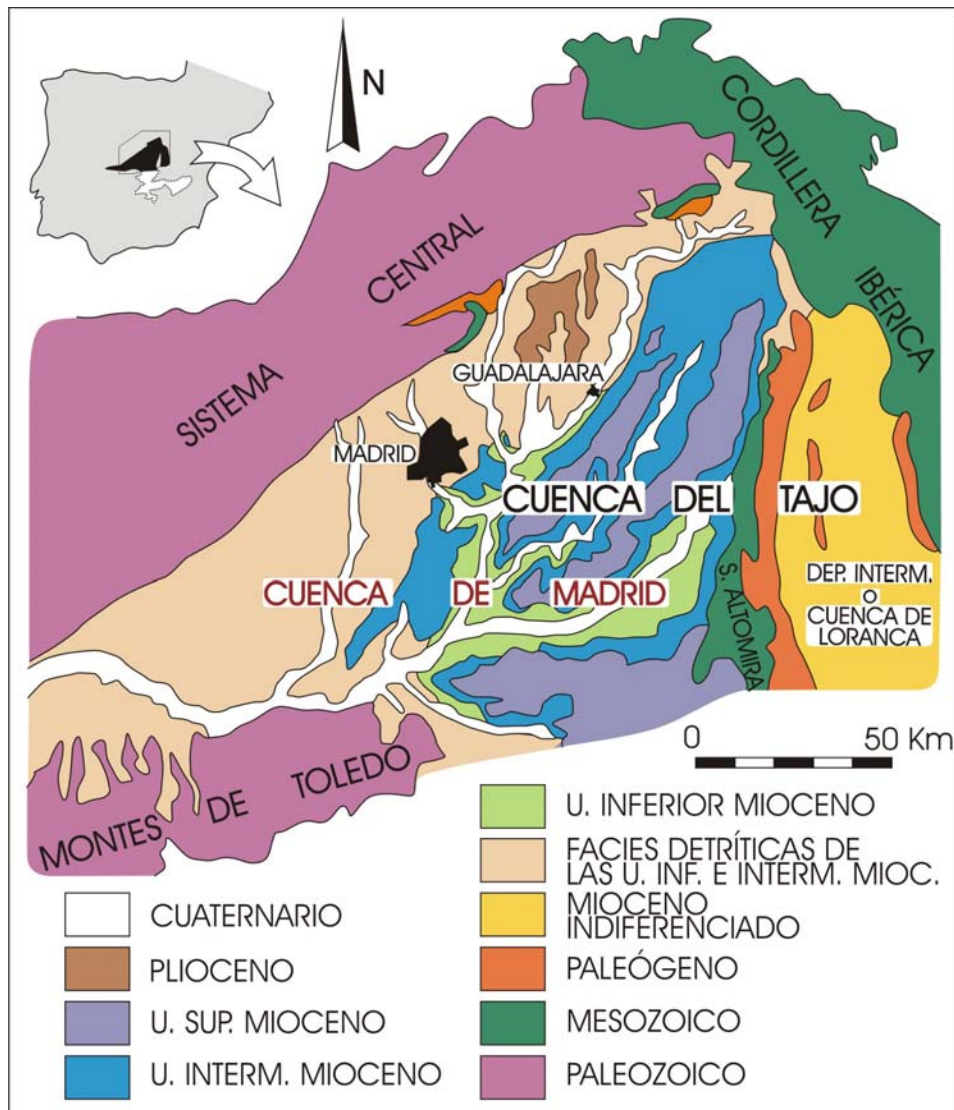 N
CORDILLERA
IBÉRICA
SISTEMA
CENTRAL
GUADALAJARA
MADRID
CUENCA DEL TAJO
CUENCA DE MADRID
DEP. INTERM.
O
CUENCA DE
LORANCA
S. ALTOMIRA
MONTES DE TOLEDO
0 50 Km
CUATERNARIO
PLIOCENO
U. SUP. MIOCENO
U. INTERM. MIOCENO
U. INFERIOR MIOCENO
FACIES DETRÍTICAS DE
LAS U. INF. E INTERM. MIOC.
MIOCENO
INDIFERENCIADO
PALEÓGENO
MESOZOICO
PALEOZOICO